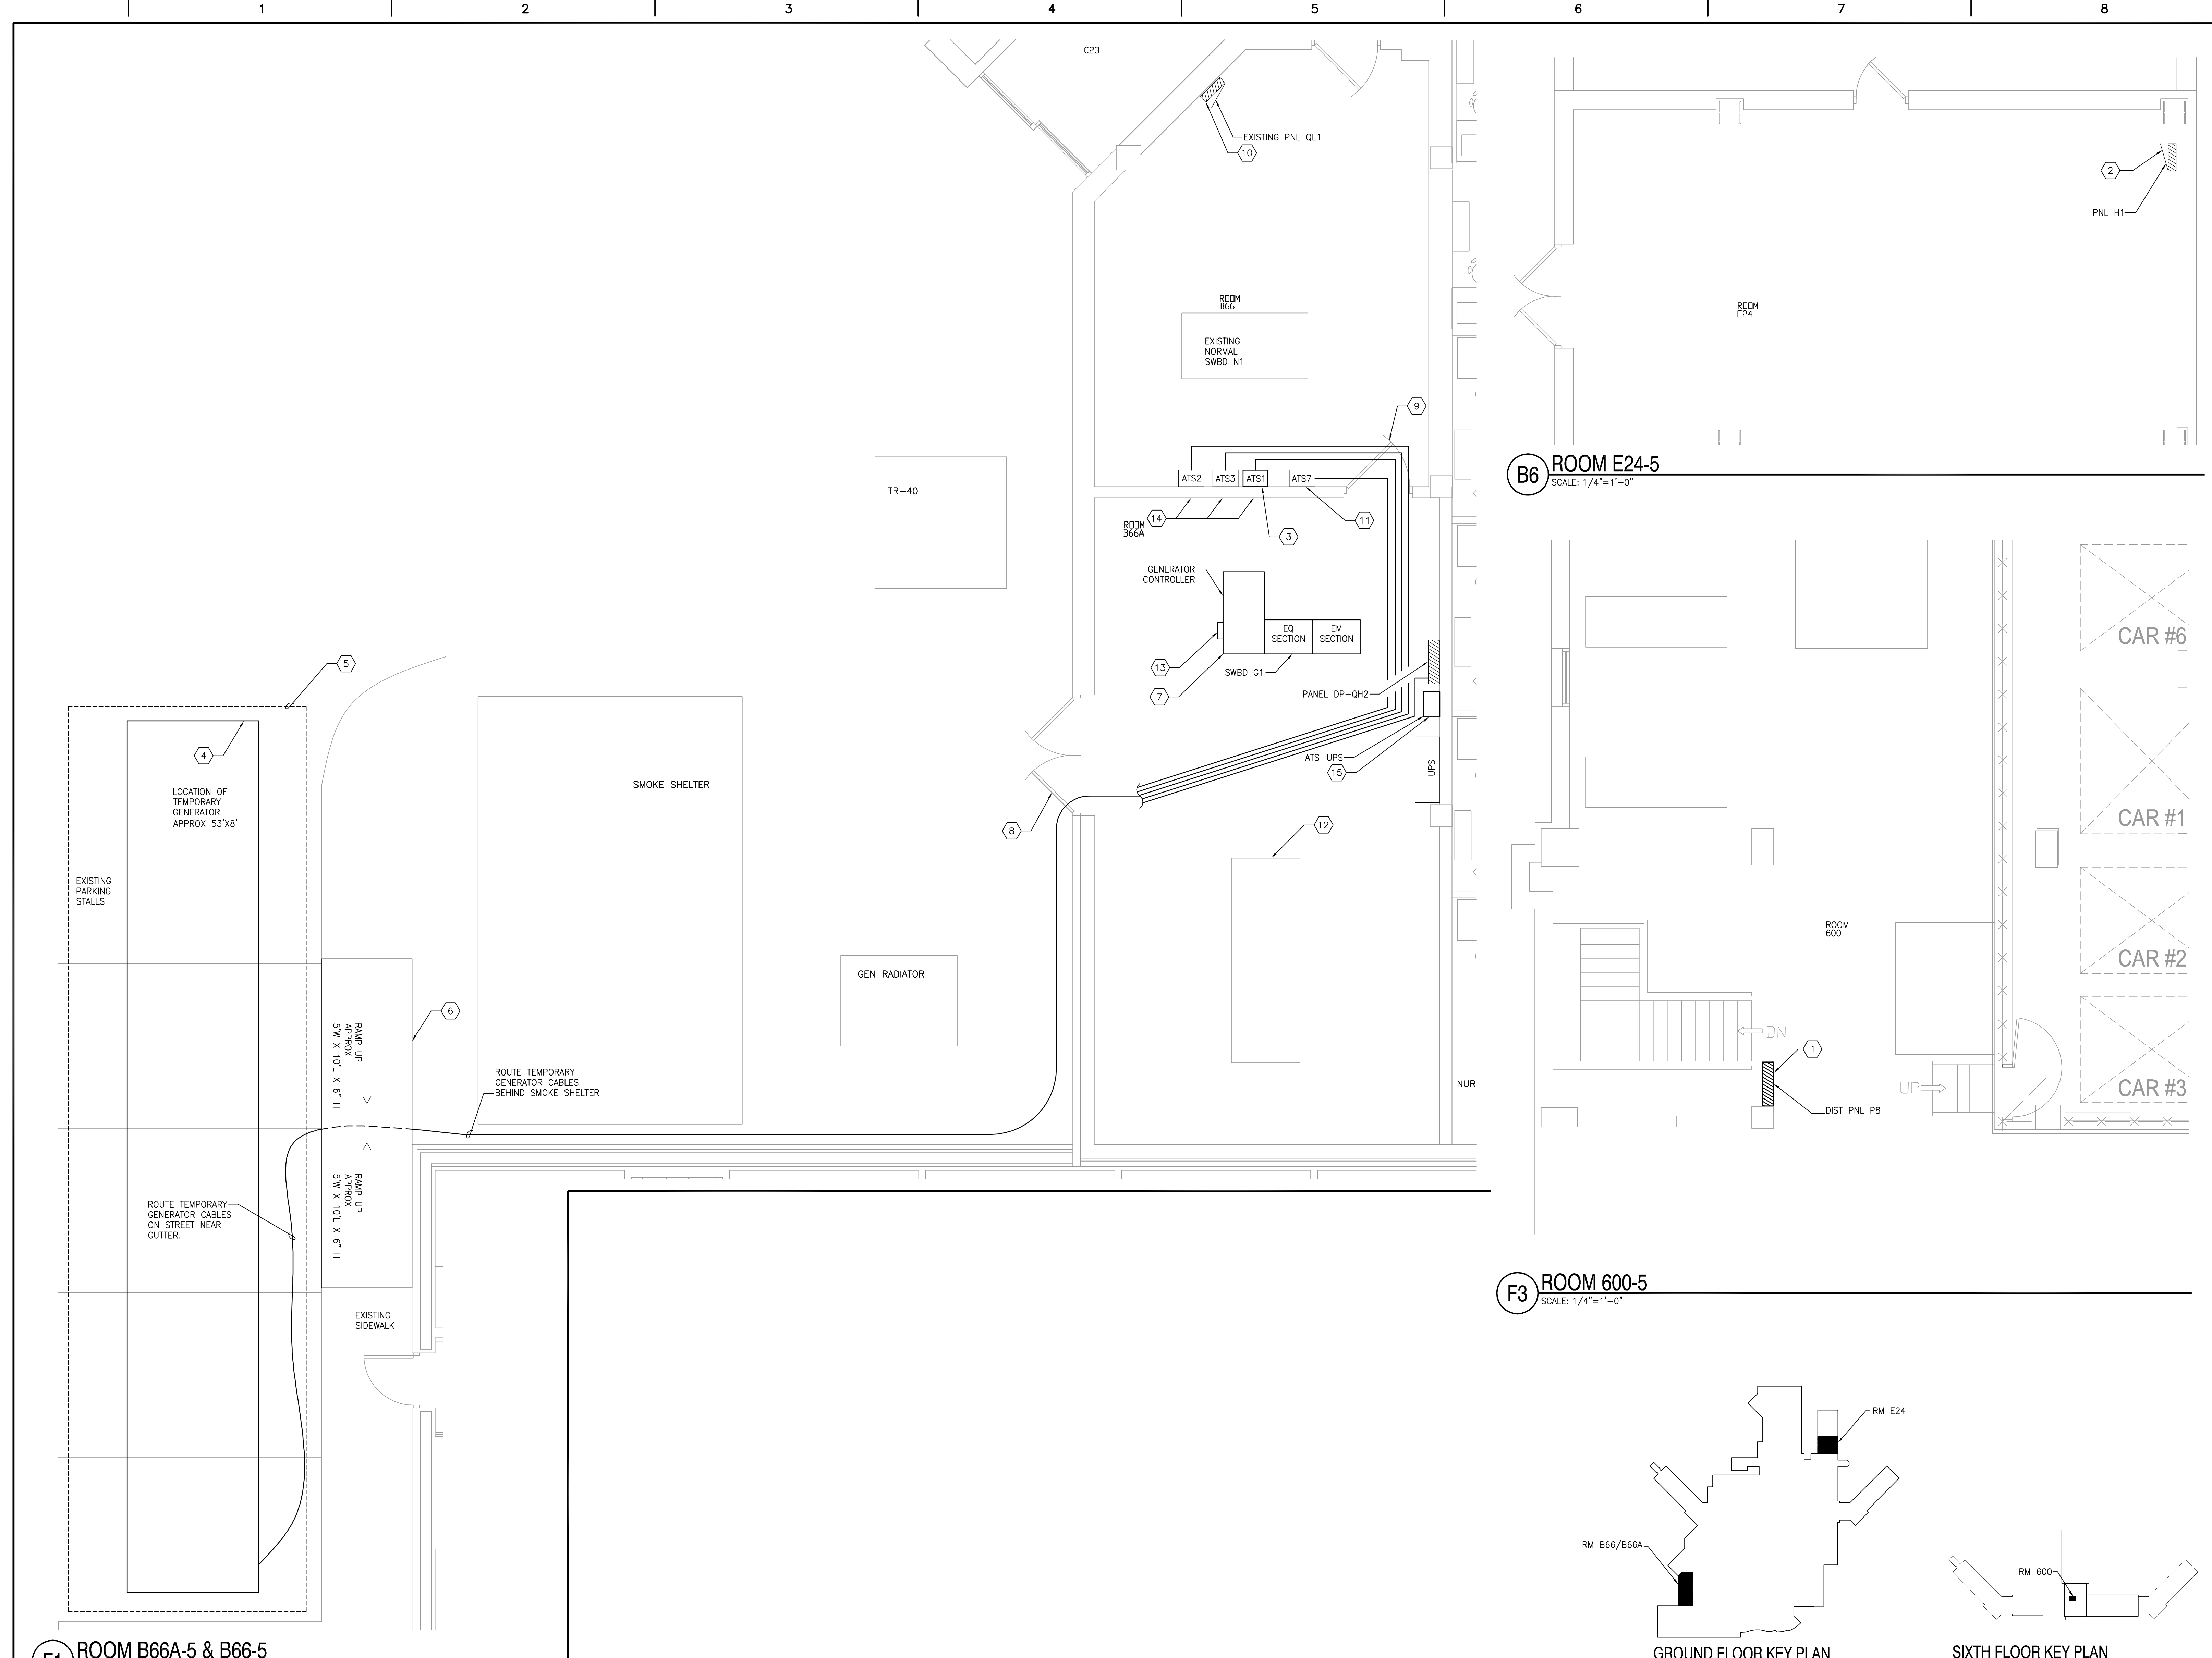 1
2
3
4
5
6
7
8
C23
EXISTING PNL QL1
10
ROOM
B66
EXISTING
NORMAL
SWBD N1
9
ATS2
ATS3
ATS1
ATS7
14
ROOM
B66A
3
11
TR-40
GENERATOR
CONTROLLER
EQ
SECTION
EM
SECTION
SWBD G1
13
7
PANEL DP-QH2
ATS-UPS
15
UPS
8
12
5
4
LOCATION OF
TEMPORARY
GENERATOR
APPROX 53'X8'
SMOKE SHELTER
EXISTING
PARKING
STALLS
GEN RADIATOR
6
RAMP UP
APPROX
5'W X 10'L X 6" H
ROUTE TEMPORARY
GENERATOR CABLES
BEHIND SMOKE SHELTER
NUR
RAMP UP
APPROX
5'W X 10'L X 6" H
ROUTE TEMPORARY
GENERATOR CABLES
ON STREET NEAR
GUTTER.
EXISTING
SIDEWALK
ROOM B66A-5 & B66-5
2
PNL H1
ROOM
E24
B6
ROOM E24-5
SCALE: 1/4"=1'-0"
CAR #6
CAR #1
CAR #2
CAR #3
ROOM
600
DN
1
UP
DIST PNL P8
F3
ROOM 600-5
SCALE: 1/4"=1'-0"
RM E24
RM B66/B66A
RM 600
GROUND FLOOR KEY PLAN
SIXTH FLOOR KEY PLAN